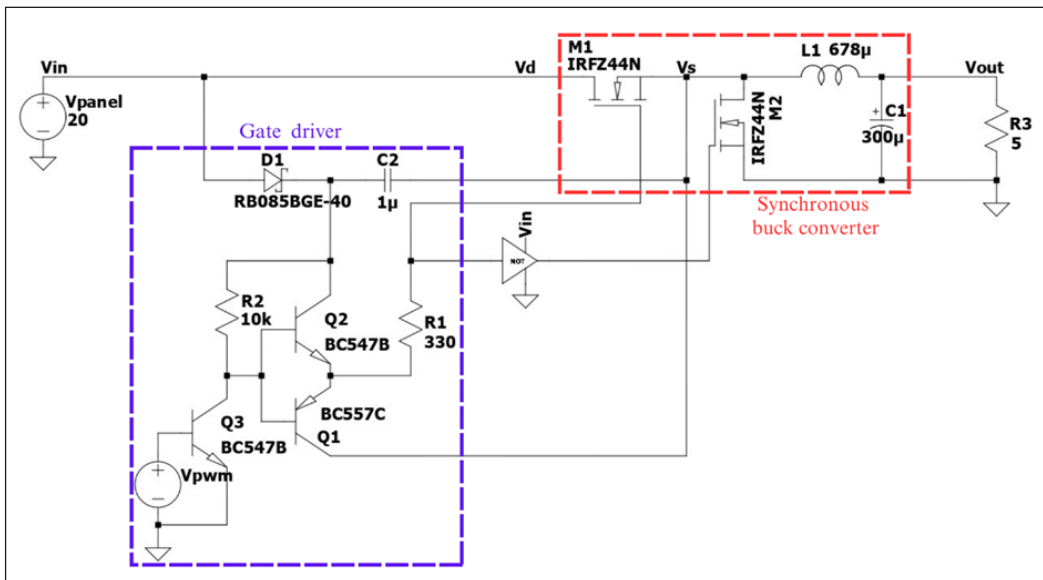 M1
IRFZ44N
L1 678µ
Vin
Vd
Vs
Vout
Vpanel
20
IRFZ44N
M2
C1
300µ
R3
5
Gate driver
D1
RB085BGE-40
C2
1µ
Synchronous
buck converter
Vin
NOT
R2
10k
Q2
BC547B
R1
330
Q3
BC547B
BC557C
Q1
Vpwm